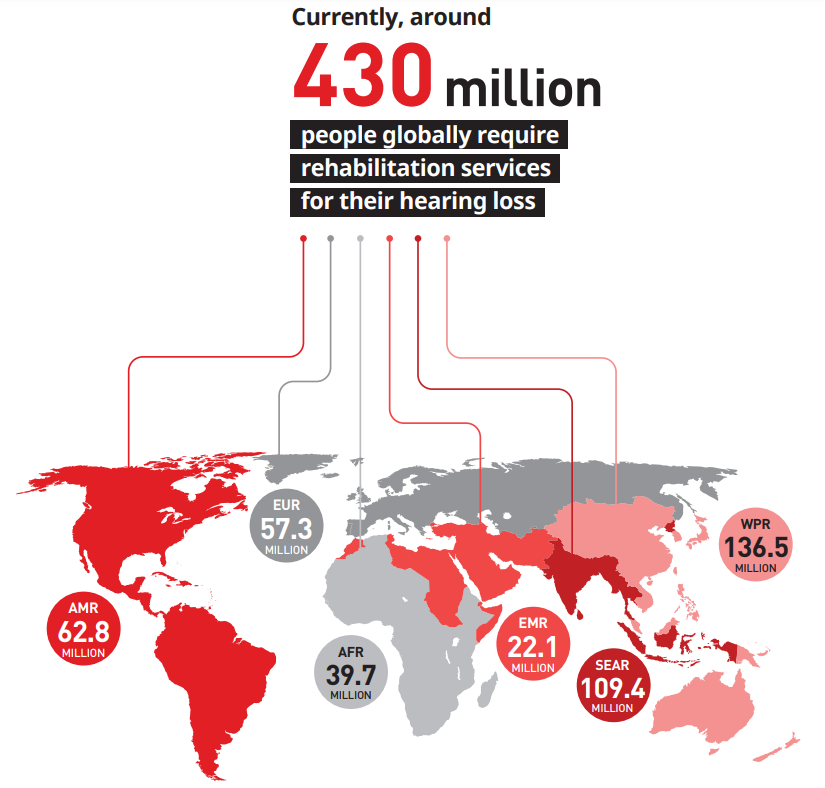 Currently, around
430 million
people globally require
rehabilitation services
for their hearing loss
EUR
57.3
MILLION
WPR
136.5
MILLION
AMR
62.8
MILLION
EMR
22.1
MILLION
AFR
39.7
MILLION
SEAR
109.4
MILLION